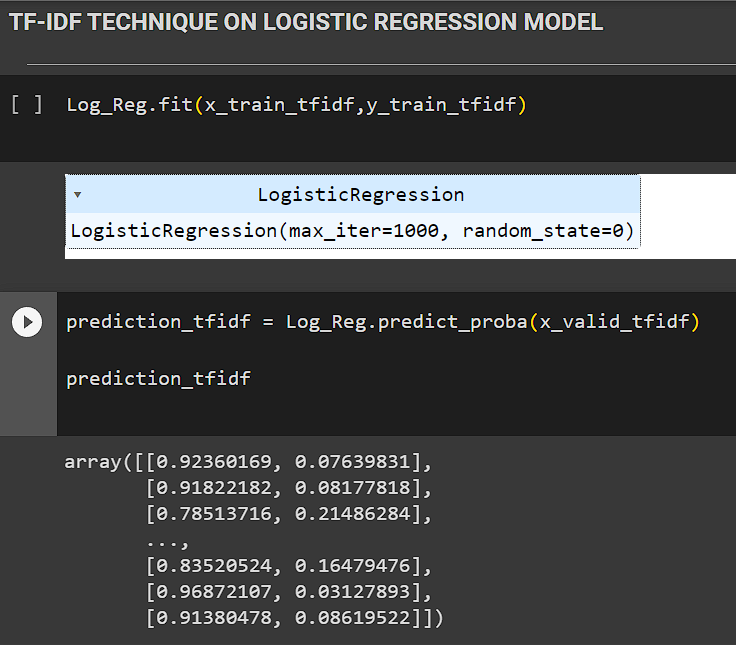 TF-IDF TECHNIQUE ON LOGISTIC REGRESSION MODEL
[ ] Log_Reg.fit(x_train_tfidf,y_train_tfidf)
LogisticRegression
LogisticRegression(max_iter=1000, random_state=0)
prediction_tfidf = Log_Reg.predict_proba(x_valid_tfidf)
prediction_tfidf
array([[0.92360169, 0.07639831],
[0.91822182, 0.08177818],
[0.78513716, 0.21486284],
...,
[0.83520524, 0.16479476],
[0.96872107, 0.03127893],
[0.91380478, 0.08619522]])